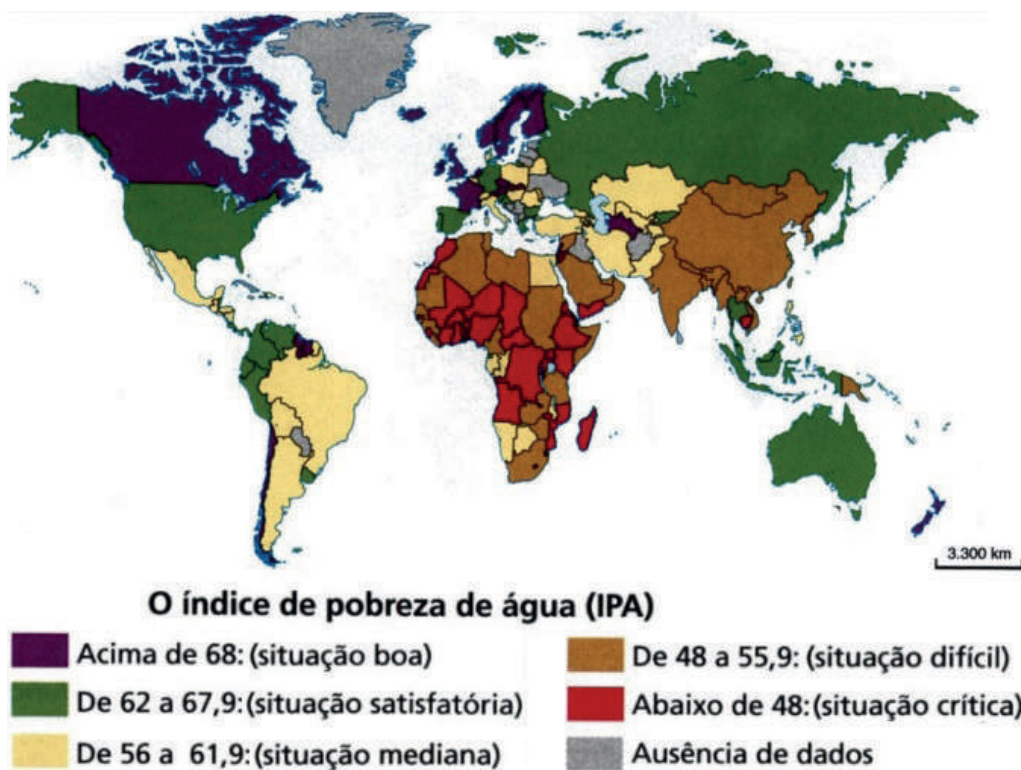 3.300 km
O índice de pobreza de água (IPA)
Acima de 68: (situação boa)
De 62 a 67,9: (situação satisfatória)
De 56 a 61,9: (situação mediana)
De 48 a 55,9: (situação difícil)
Abaixo de 48: (situação crítica)
Ausência de dados